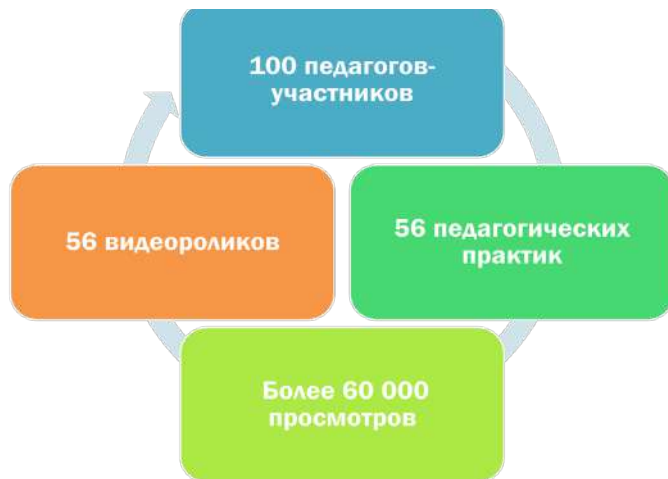 100 педагогов-
участников
56 видеороликов
56 педагогических
практик
Более 60 000
просмотров